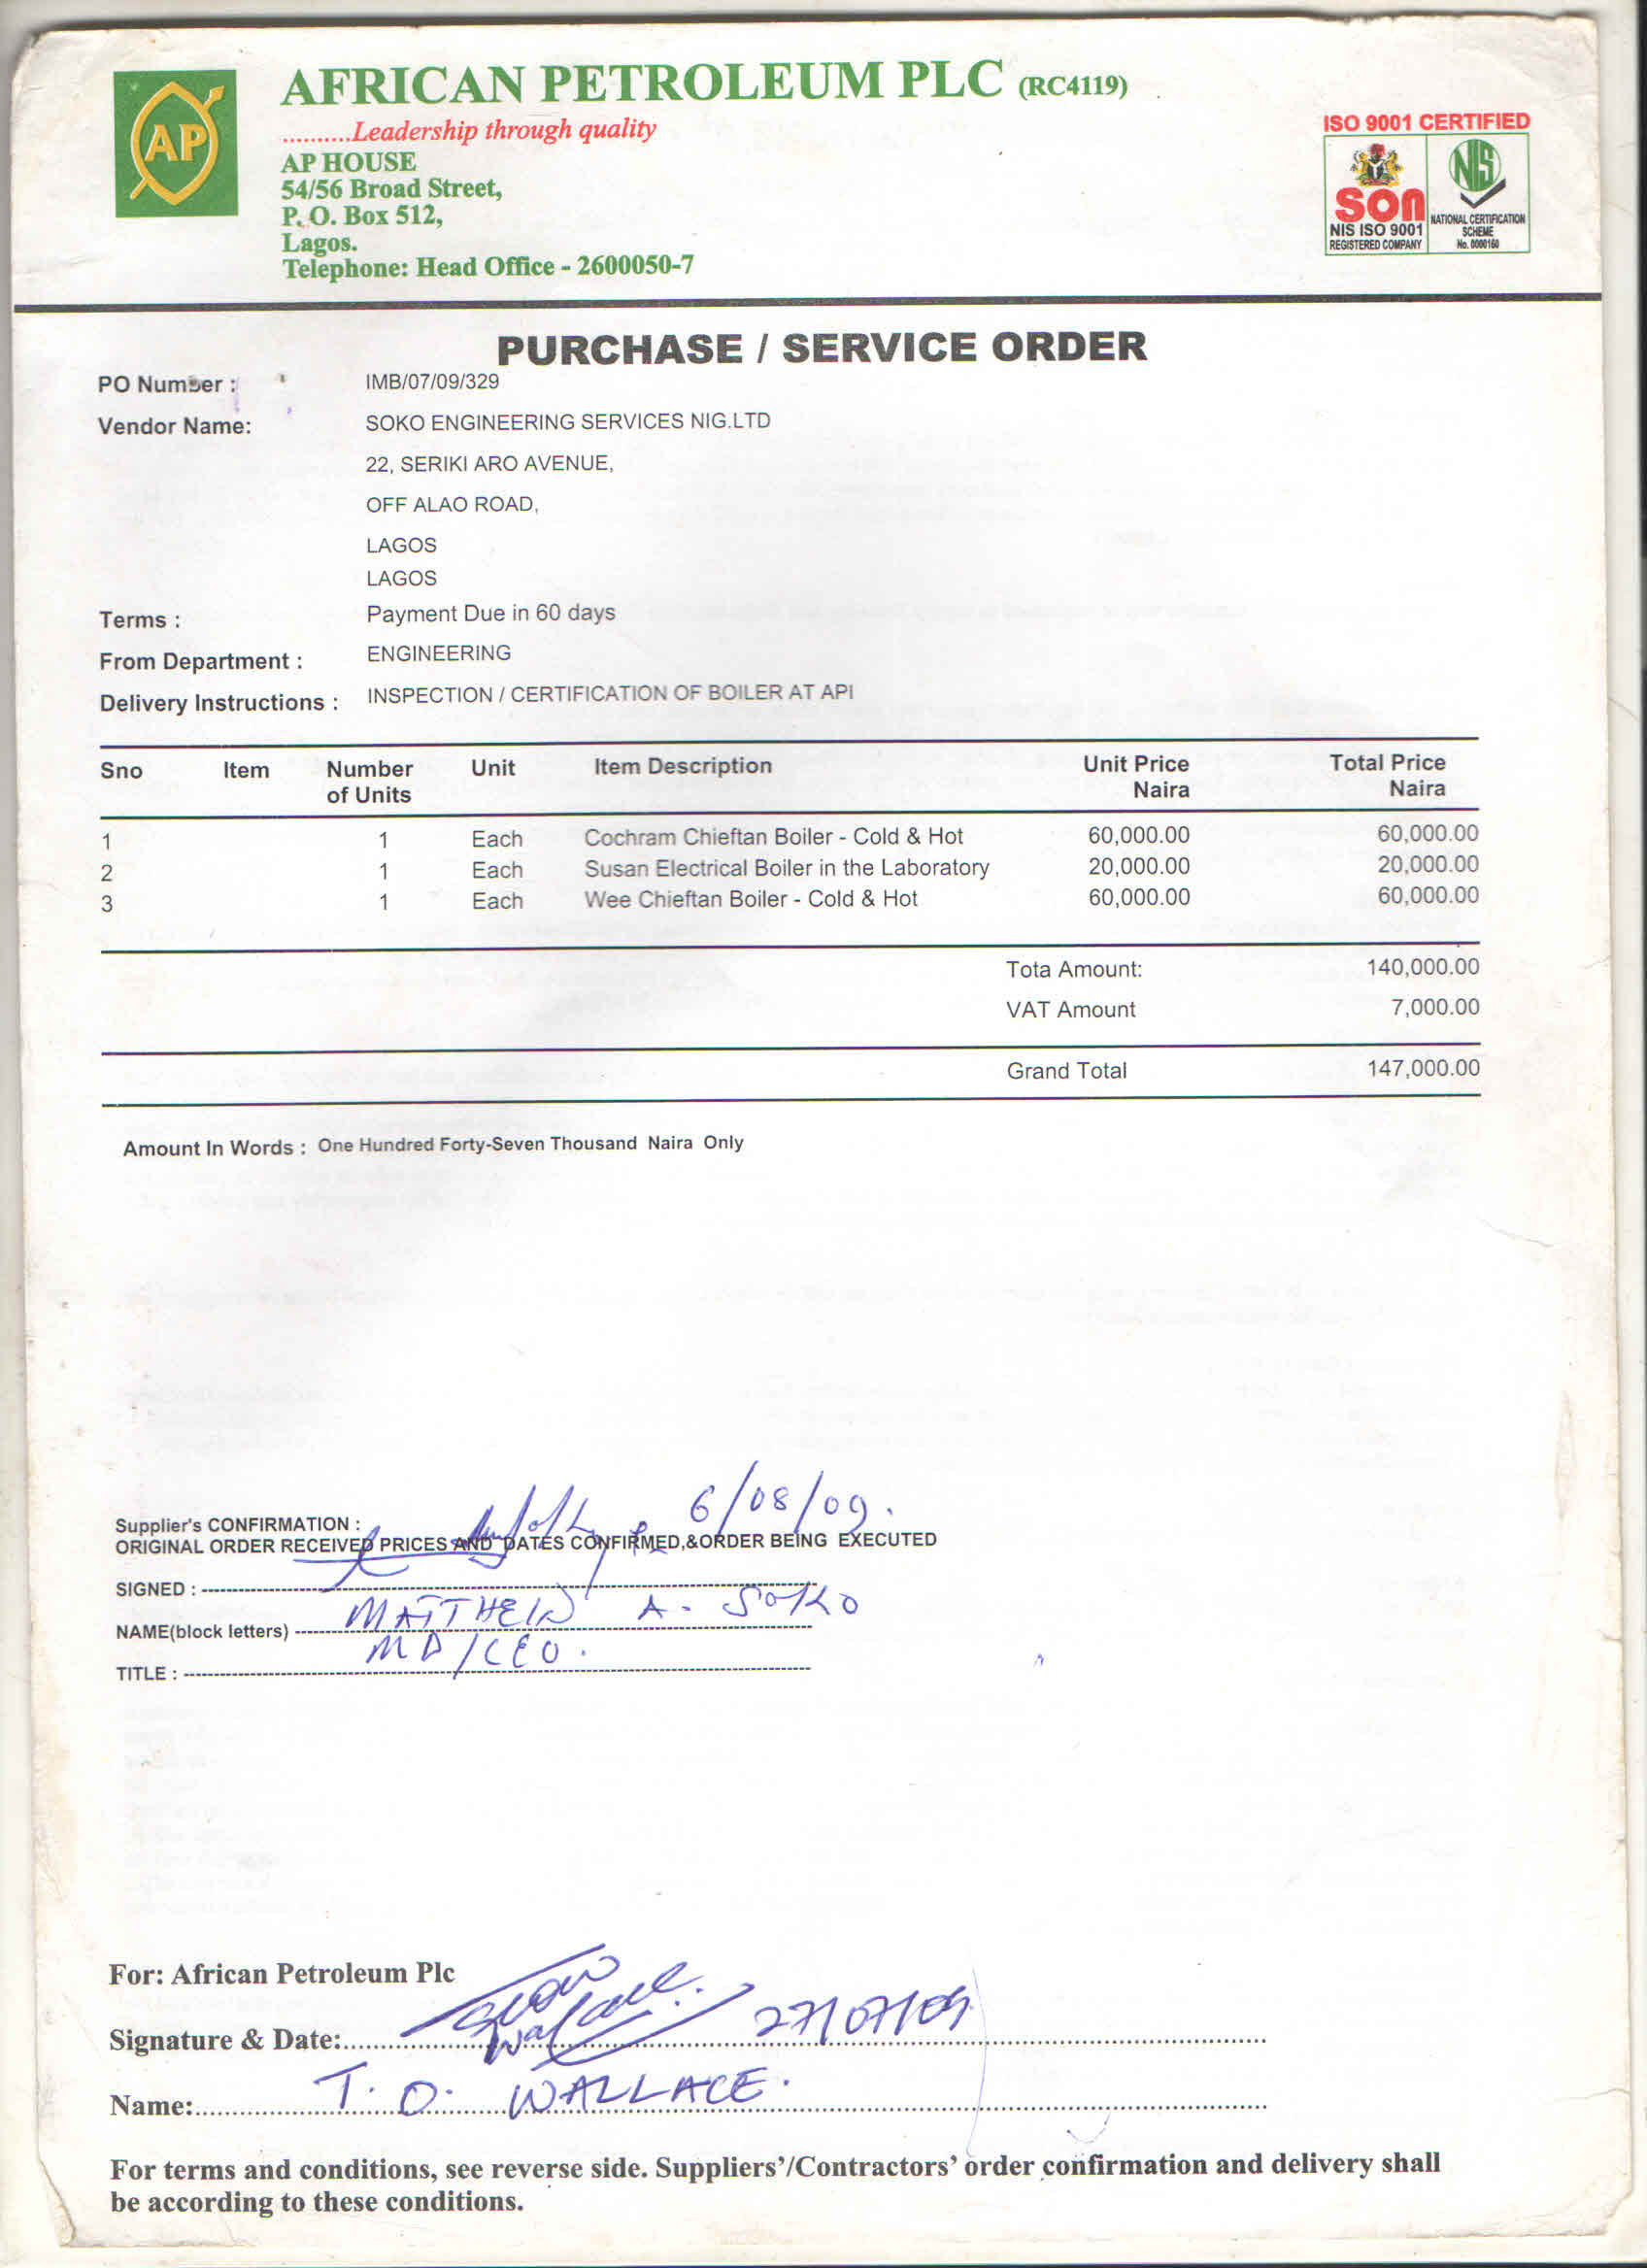 AP
AFRICAN PETROLEUM PLC (RC4119)
..........Leadership through quality
AP HOUSE
54/56 Broad Street,
P. O. Box 512,
Lagos.
Telephone: Head Office - 2600050-7
ISO 9001 CERTIFIED
SON
NIS ISO 9001
REGISTERED COMPANY
NIS
NATIONAL CERTIFICATION
SCHEME
No. 0000160
PURCHASE / SERVICE ORDER
PO Number : IMB/07/09/329
Vendor Name: SOKO ENGINEERING SERVICES NIG.LTD
22, SERIKI ARO AVENUE,
OFF ALAO ROAD,
LAGOS
LAGOS
Terms : Payment Due in 60 days
From Department : ENGINEERING
Delivery Instructions : INSPECTION / CERTIFICATION OF BOILER AT API
Sno Item Number of Units Unit Item Description Unit Price Naira Total Price Naira
1 1 Each Cochram Chieftan Boiler - Cold & Hot 60,000.00 60,000.00
2 1 Each Susan Electrical Boiler in the Laboratory 20,000.00 20,000.00
3 1 Each Wee Chieftan Boiler - Cold & Hot 60,000.00 60,000.00
Tota Amount: 140,000.00
VAT Amount 7,000.00
Grand Total 147,000.00
Amount In Words : One Hundred Forty-Seven Thousand Naira Only
6/08/09.
Supplier's CONFIRMATION :
ORIGINAL ORDER RECEIVED PRICES AND DATES CONFIRMED,&ORDER BEING EXECUTED
SIGNED :
NAME(block letters) MATTHEW A. SOKO
TITLE : MD/CEO.
For: African Petroleum Plc
Signature & Date: 27/07/09
Name: T. O. WALLACE.
For terms and conditions, see reverse side. Suppliers'/Contractors' order confirmation and delivery shall
be according to these conditions.